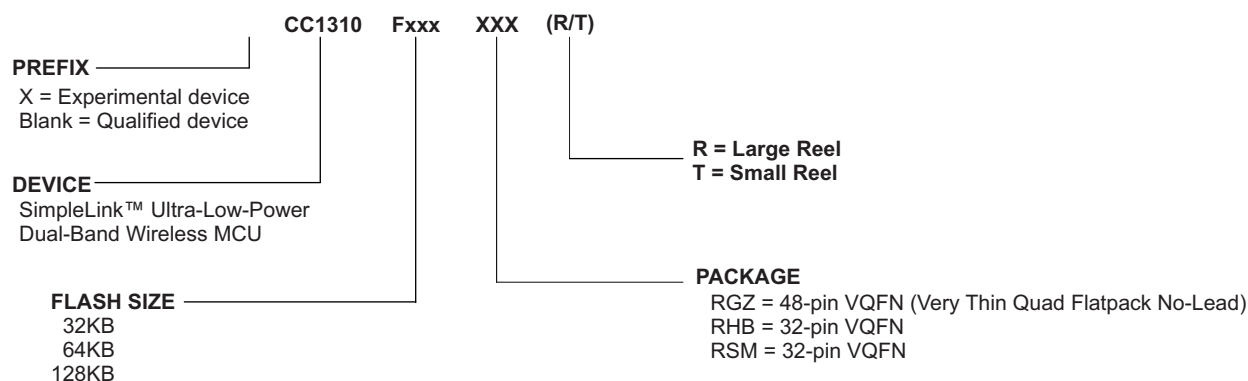 CC1310 Fxxx XXX (R/T)
PREFIX
X = Experimental device
Blank = Qualified device
R = Large Reel
T = Small Reel
DEVICE
SimpleLink™ Ultra-Low-Power
Dual-Band Wireless MCU
PACKAGE
RGZ = 48-pin VQFN (Very Thin Quad Flatpack No-Lead)
RHB = 32-pin VQFN
RSM = 32-pin VQFN
FLASH SIZE
32KB
64KB
128KB